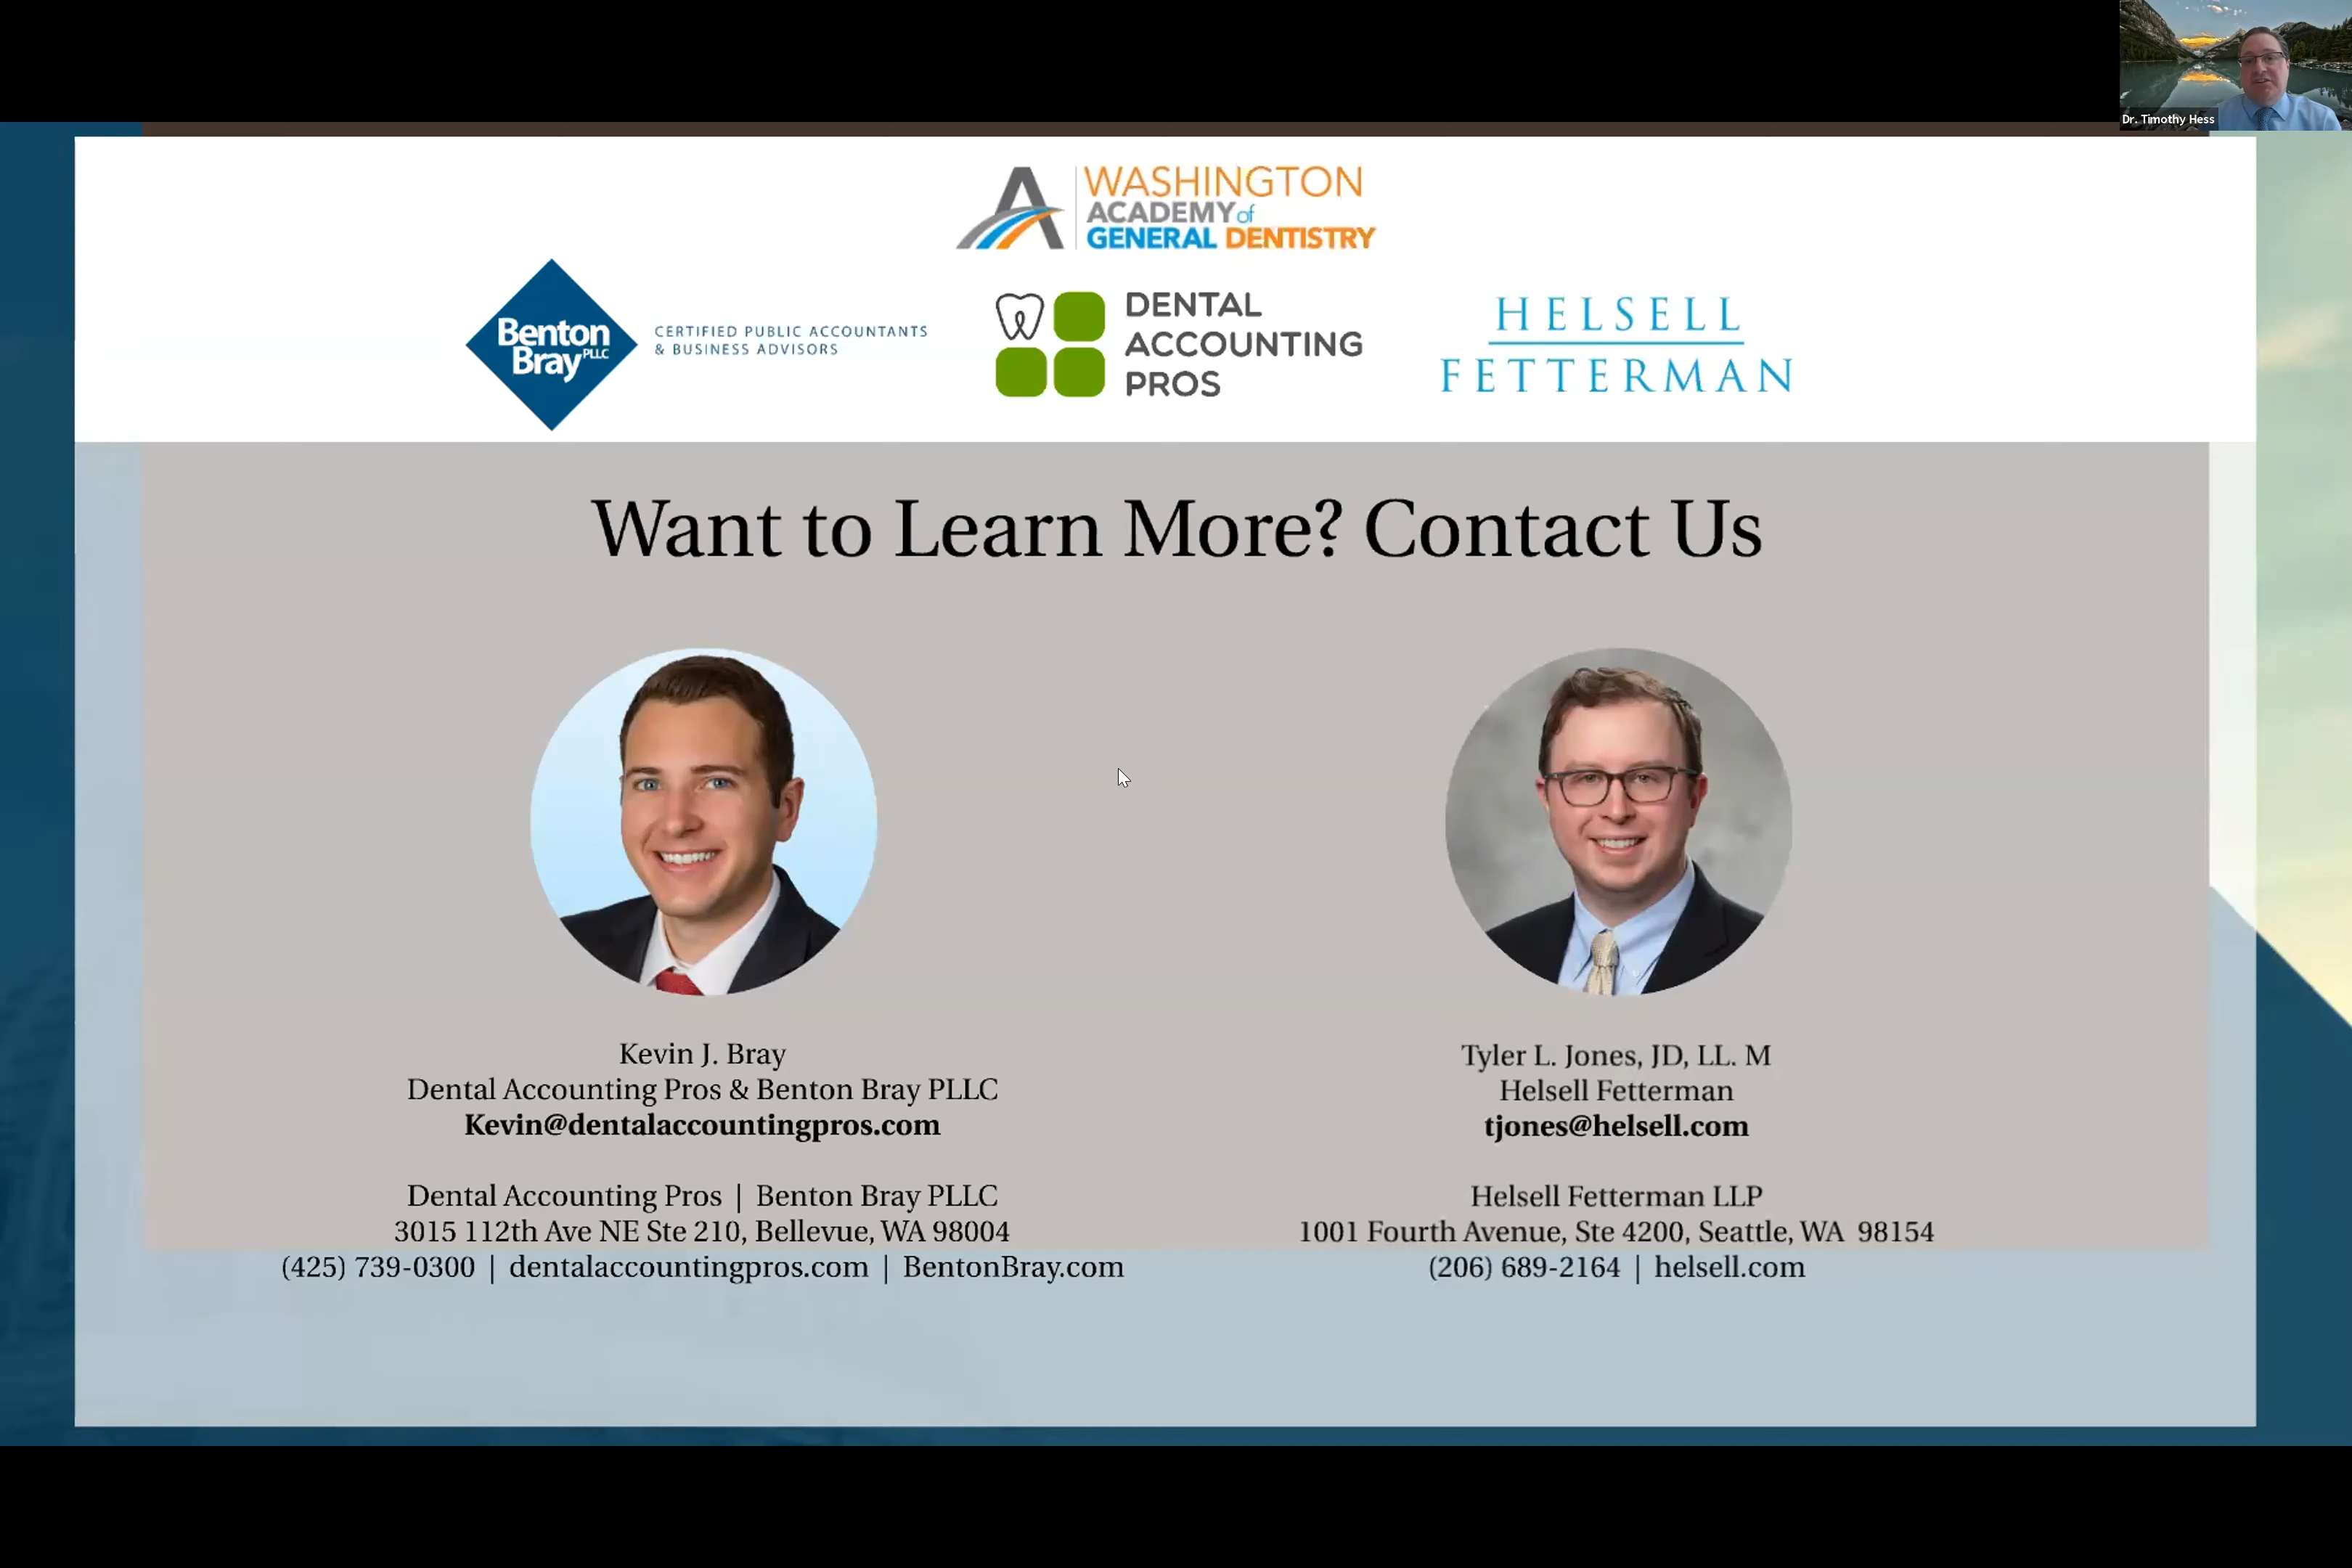 Dr. Timothy Hess
WASHINGTON
ACADEMY of
GENERAL DENTISTRY
Benton
Bray PLLC
CERTIFIED PUBLIC ACCOUNTANTS
& BUSINESS ADVISORS
DENTAL
ACCOUNTING
PROS
HELSELL
FETTERMAN
Want to Learn More? Contact Us
Kevin J. Bray
Dental Accounting Pros & Benton Bray PLLC
Kevin@dentalaccountingpros.com
Dental Accounting Pros | Benton Bray PLLC
3015 112th Ave NE Ste 210, Bellevue, WA 98004
(425) 739-0300 | dentalaccountingpros.com | BentonBray.com
Tyler L. Jones, JD, LL. M
Helsell Fetterman
tjones@helsell.com
Helsell Fetterman LLP
1001 Fourth Avenue, Ste 4200, Seattle, WA 98154
(206) 689-2164 | helsell.com